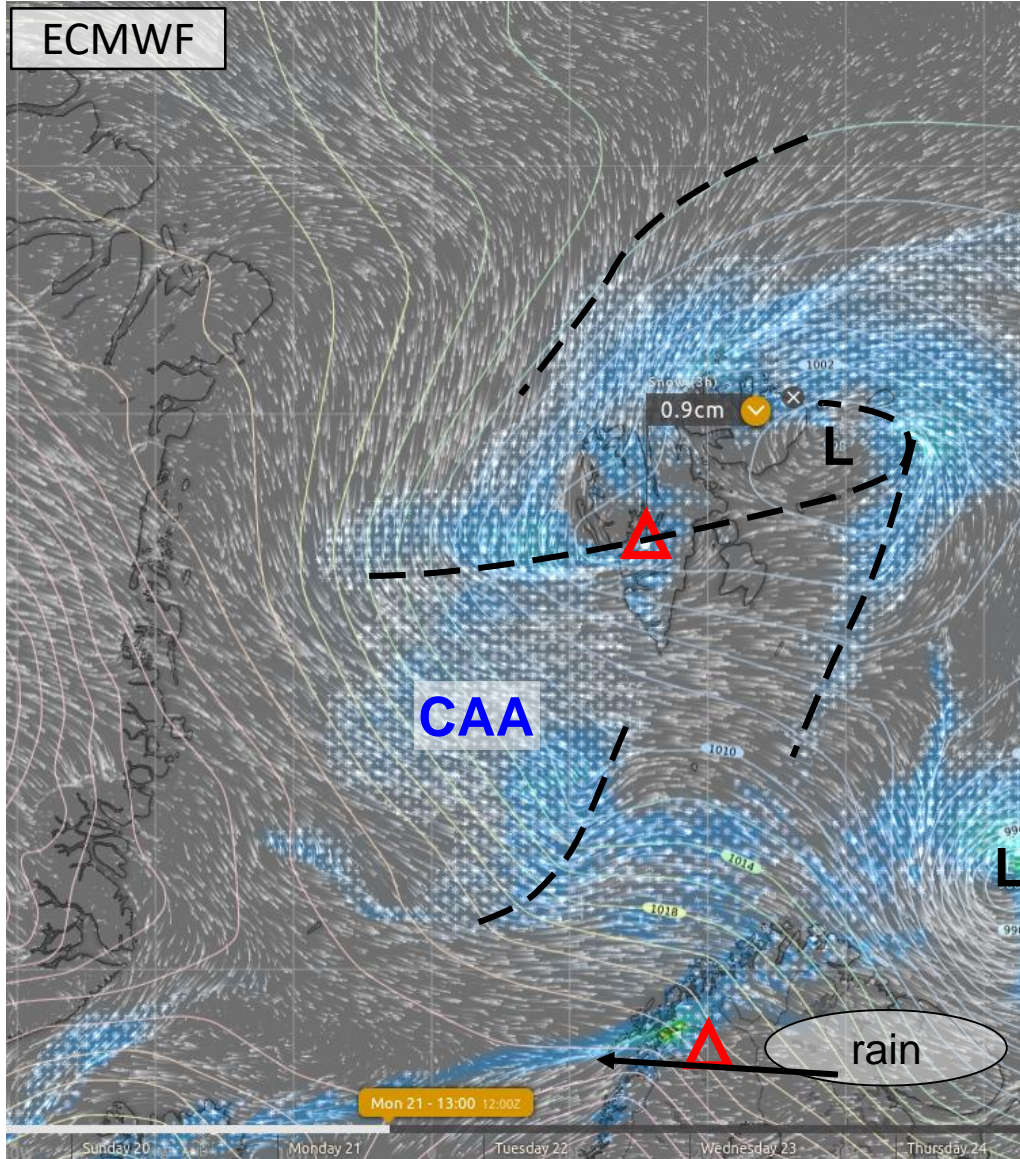 ECMWF
1002
Snow (3h)
0.9cm
L
CAA
1010
1014
L
1018
rain
Mon 21 - 13:00 12:00Z
Sunday 20
Monday 21
Tuesday 22
Wednesday 23
Thursday 24